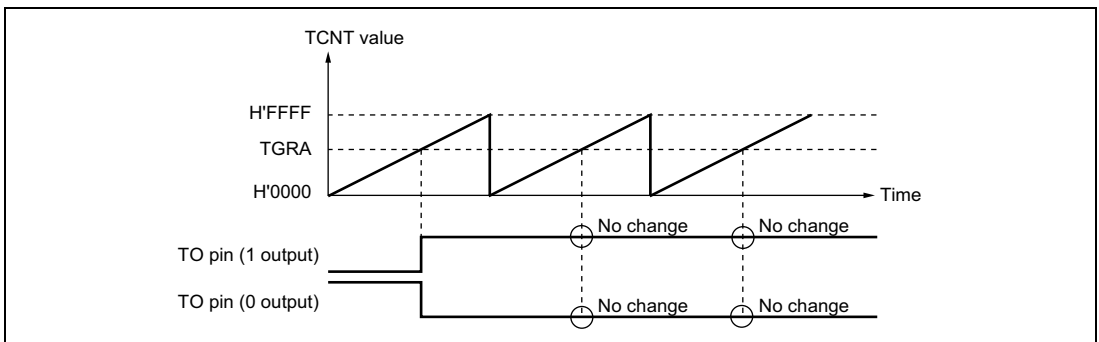 TCNT value
H'FFFF
TGRA
H'0000
Time
No change No change
TO pin (1 output)
TO pin (0 output)
No change No change